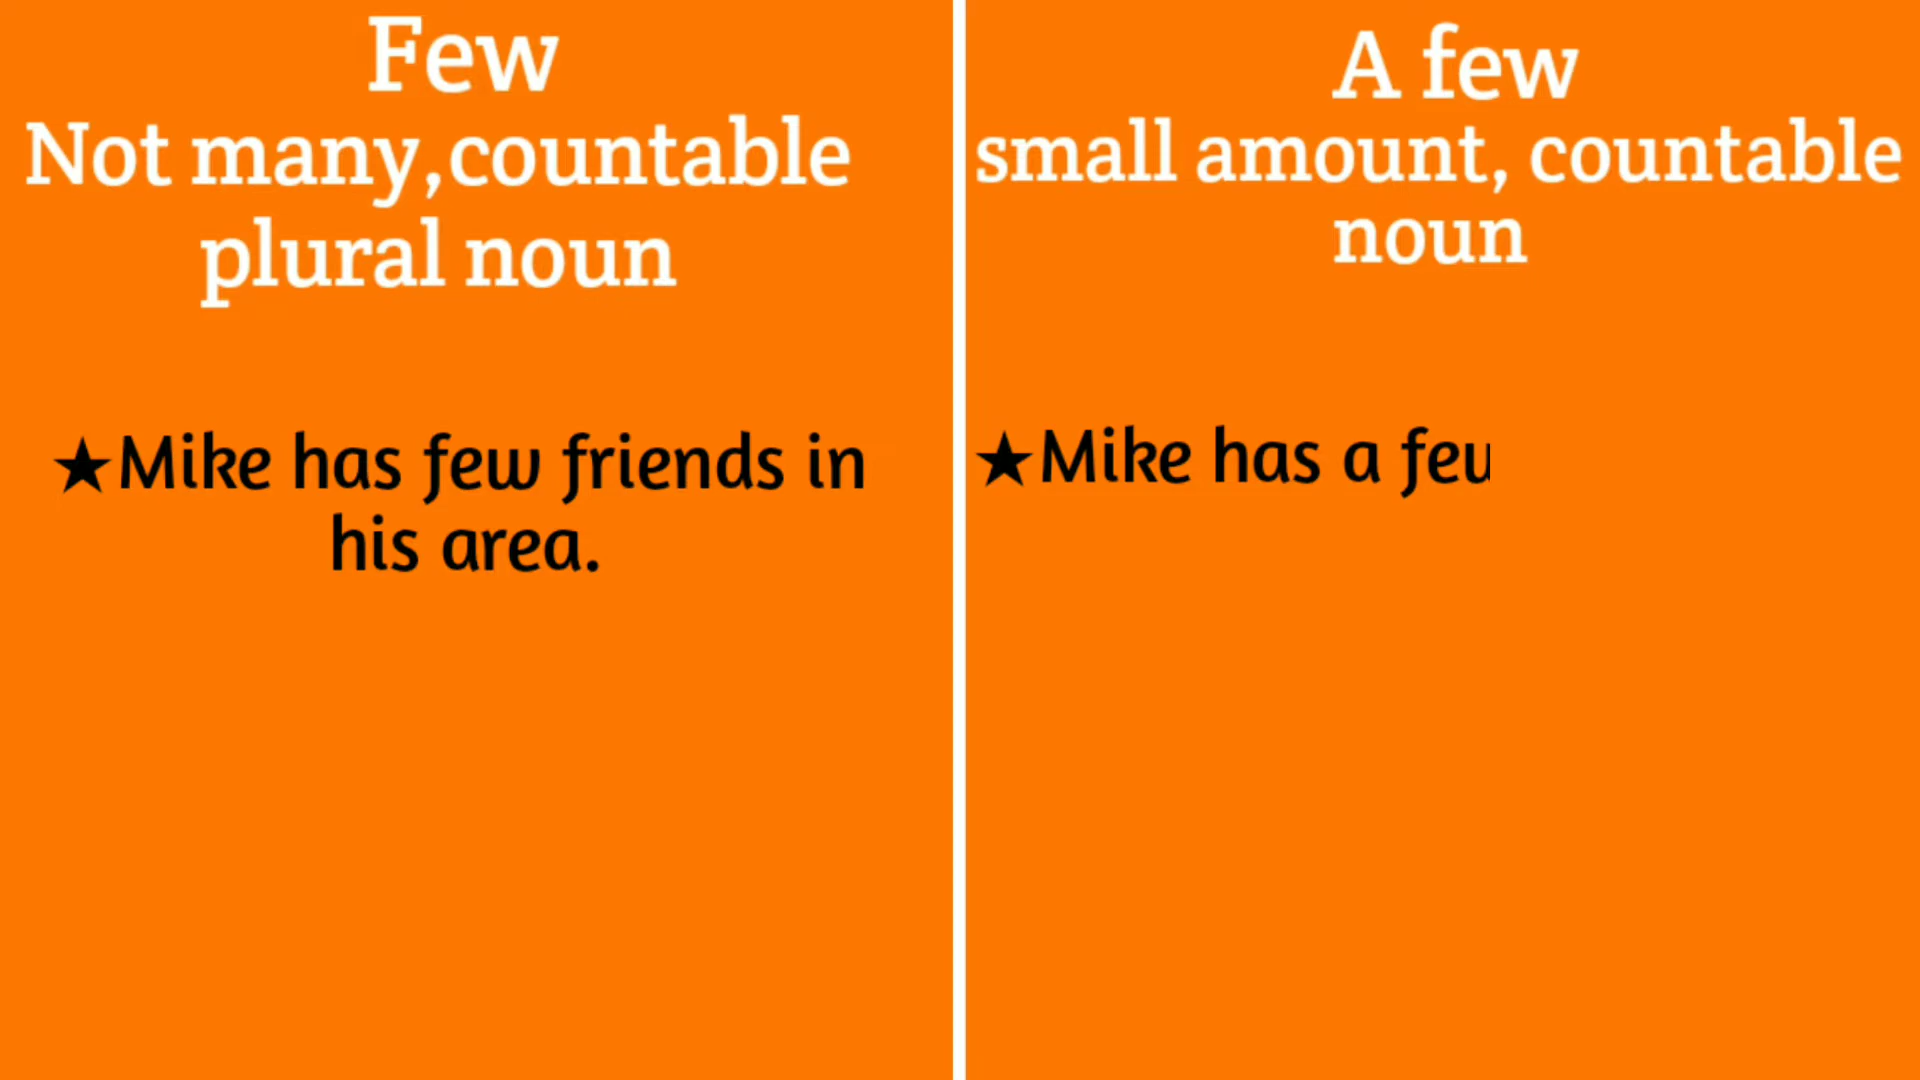 Few
Not many,countable
plural noun
★Mike has few friends in
his area.
A few
small amount, countable
noun
★Mike has a